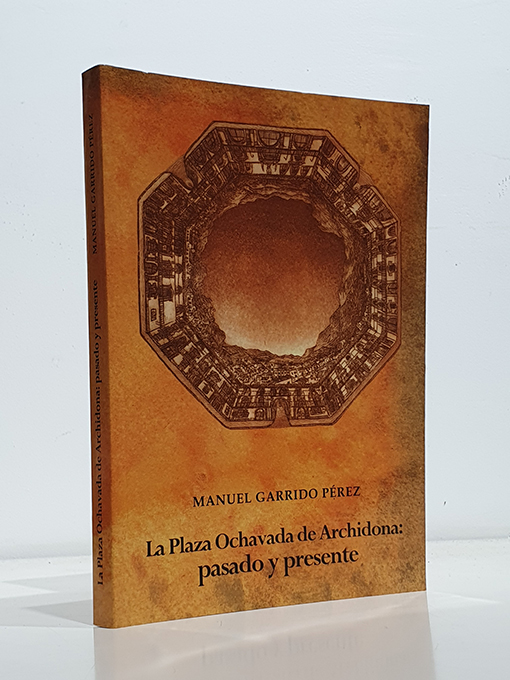 MANUEL GARRIDO PÉREZ
La Plaza Ochavada de Archidona:
pasado y presente
La Plaza Ochavada de Archidona: pasado y presente MANUEL GARRIDO PÉREZ